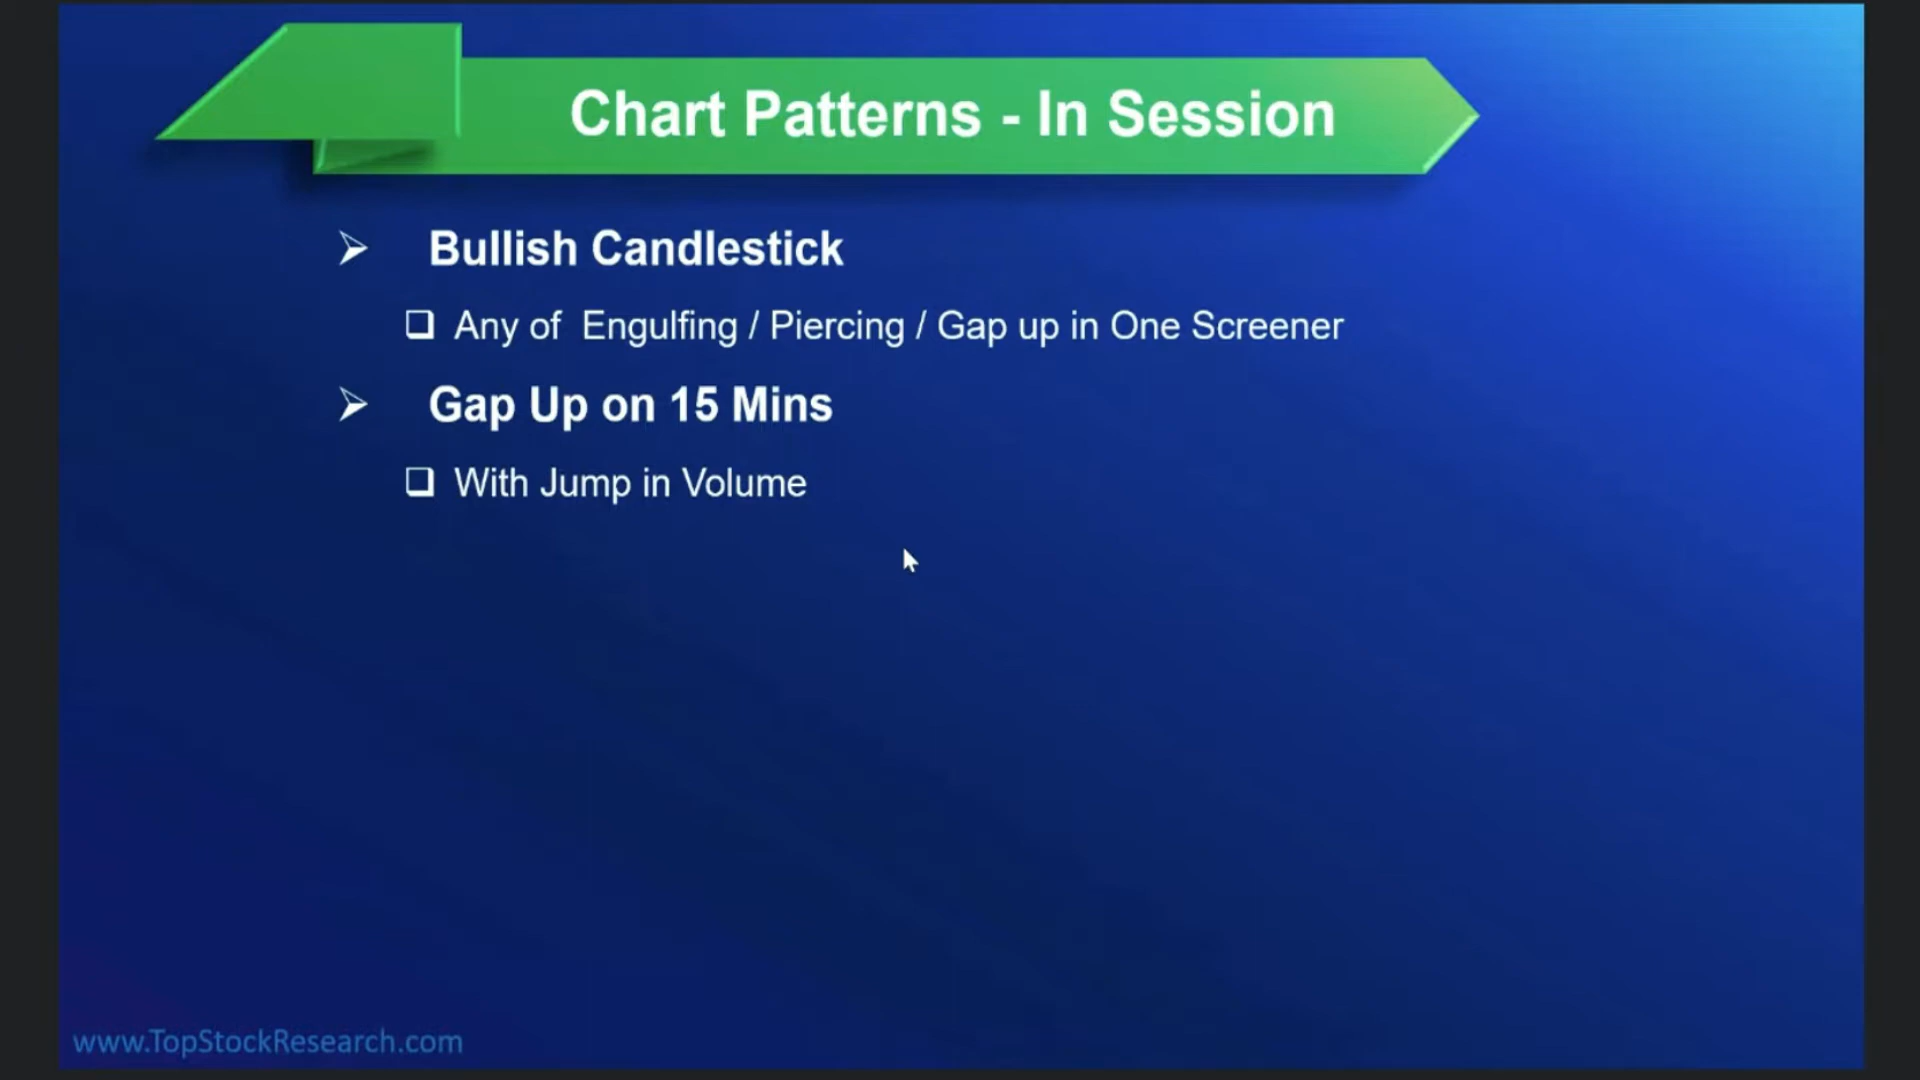 Chart Patterns - In Session
Bullish Candlestick
Any of Engulfing / Piercing / Gap up in One Screener
Gap Up on 15 Mins
With Jump in Volume
www.TopStockResearch.com